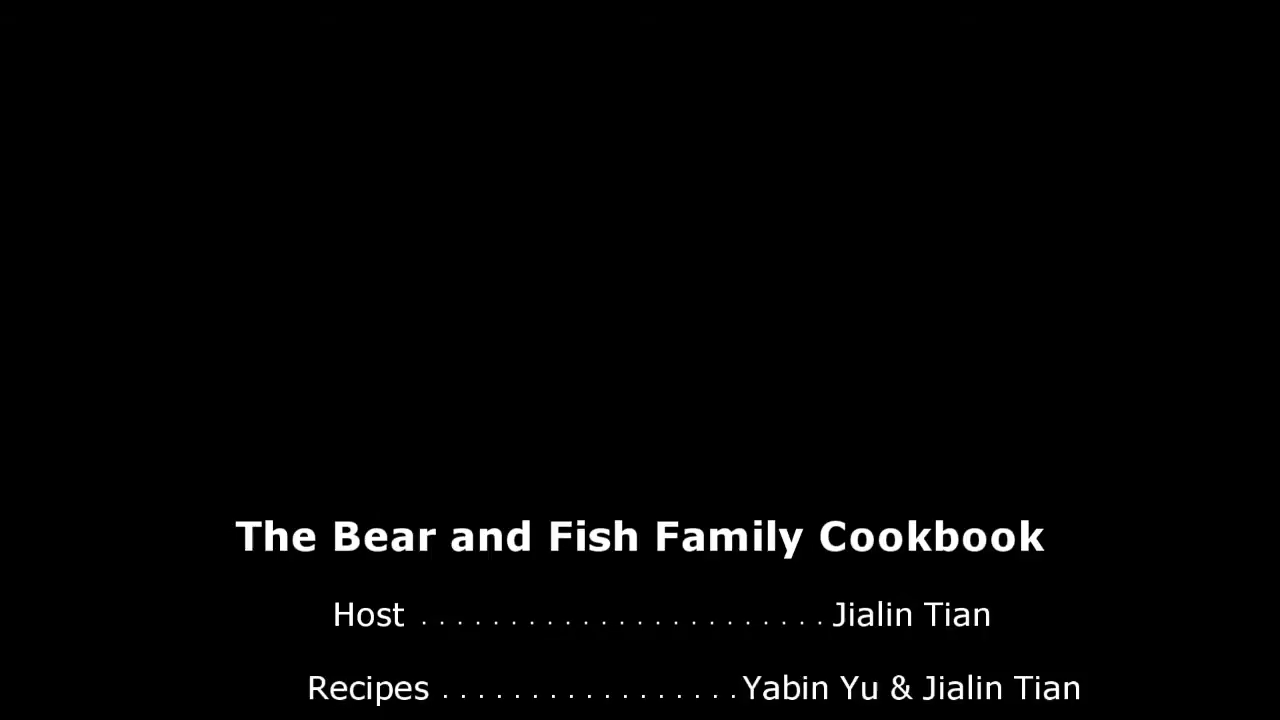 The Bear and Fish Family Cookbook
Host . . . . . . . . . . . . . . . . . . . . . . . Jialin Tian
Recipes . . . . . . . . . . . . . . . . . Yabin Yu & Jialin Tian